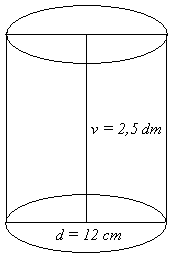 v = 2,5 dm
d = 12 cm